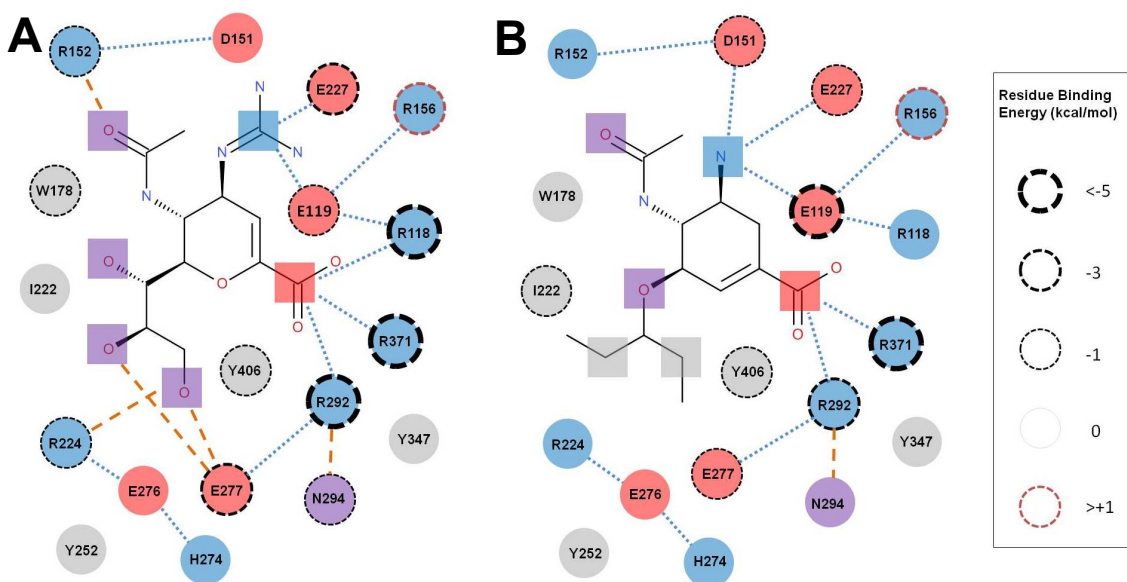 A
R152
D151
N
E227
R156
O
N
N
W178
N
E119
R118
O
O
I222
O
O
O
R371
Y406
O
R292
R224
Y347
E276
E277
N294
Y252
H274
B
D151
R152
E227
R156
O
N
W178
N
E119
R118
I222
O
O
O
R371
Y406
R292
R224
Y347
E277
E276
N294
Y252
H274
Residue Binding
Energy (kcal/mol)
<-5
-3
-1
0
>+1